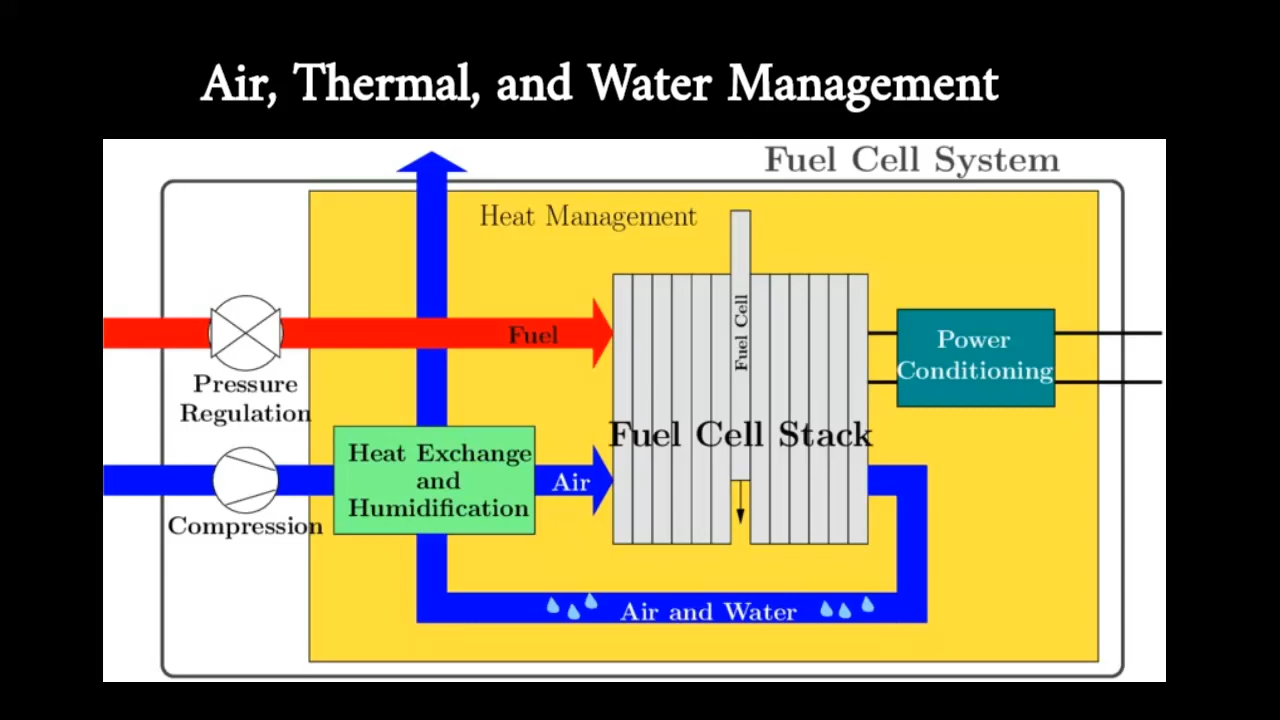 Air, Thermal, and Water Management
Fuel Cell System
Heat Management
Fuel Cell
Fuel
Pressure
Regulation
Power
Conditioning
Fuel Cell Stack
Heat Exchange
and
Humidification
Air
Compression
Air and Water